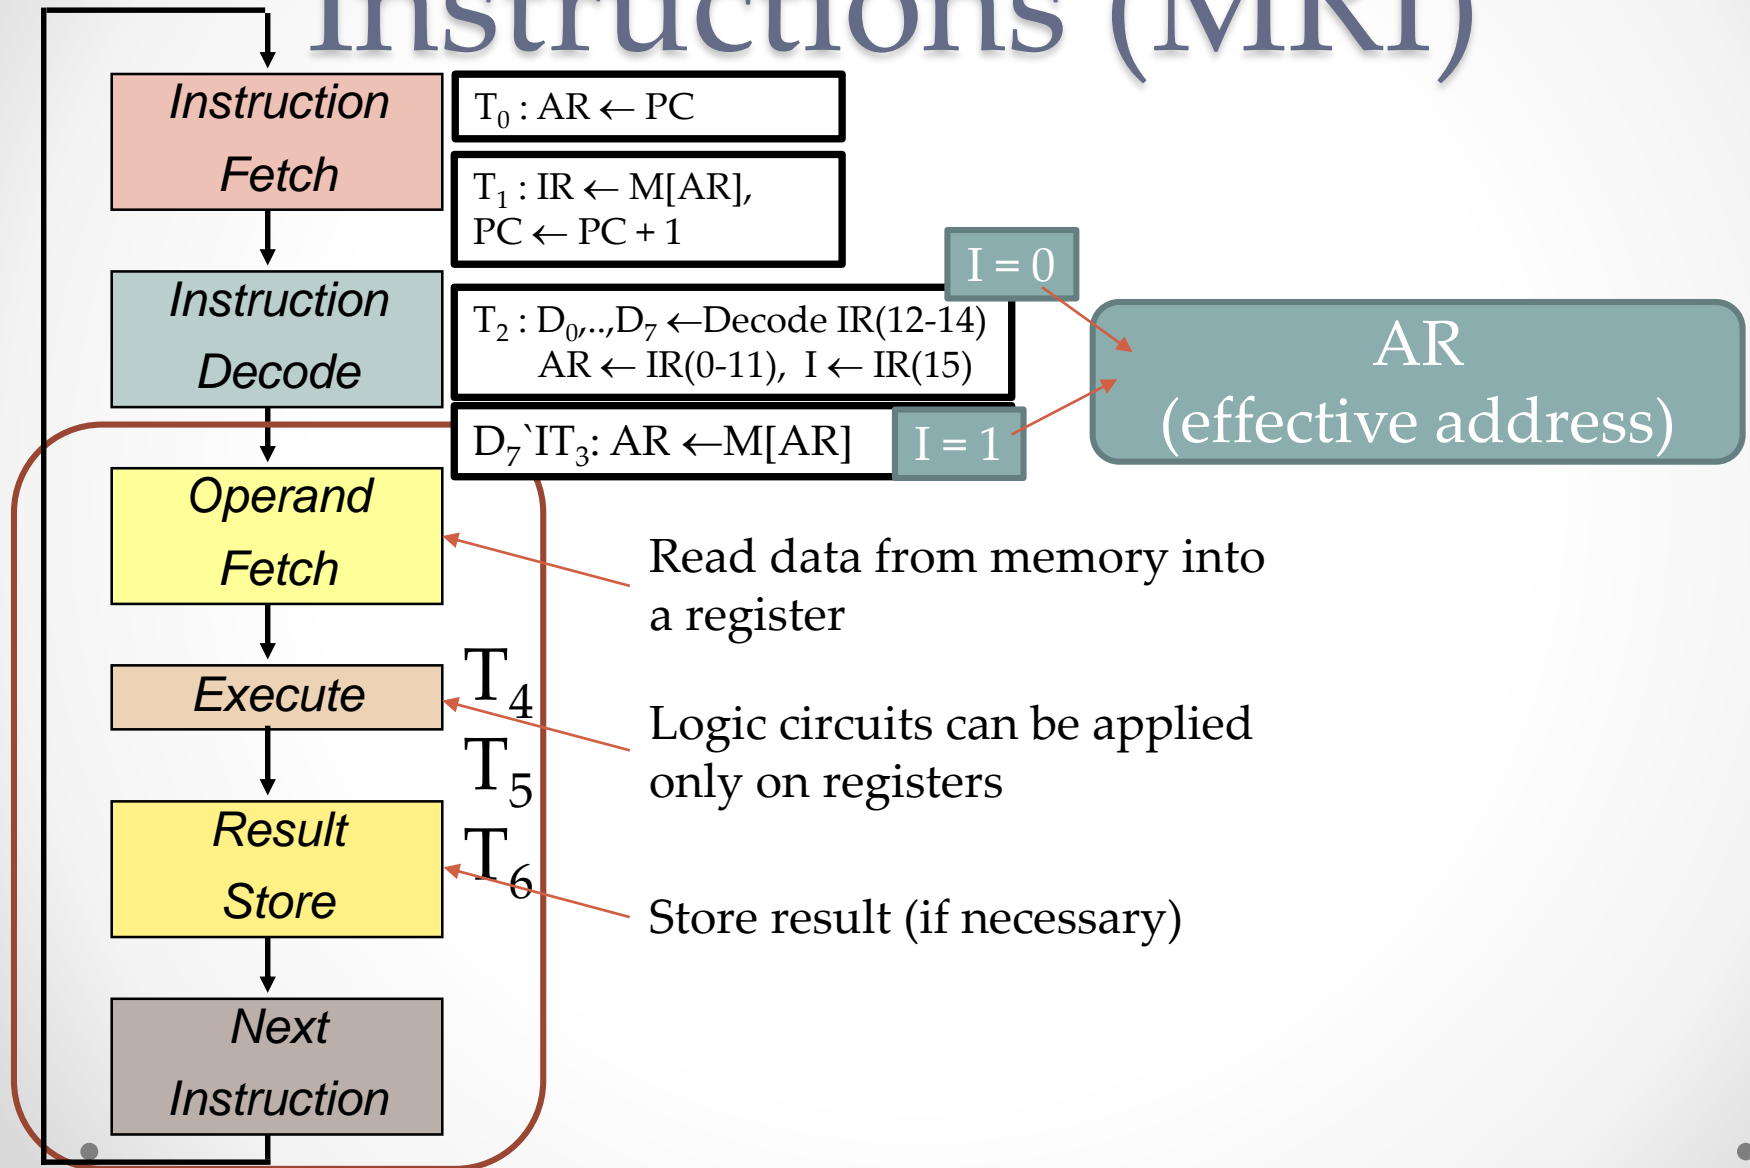 Instructions (MRI)
Instruction
Fetch
T₀ : AR ← PC
T₁ : IR ← M[AR],
PC ← PC + 1
I = 0
Instruction
Decode
T₂ : D₀,..,D₇ ←Decode IR(12-14)
AR ← IR(0-11), I ← IR(15)
AR
(effective address)
D₇`IT₃: AR ←M[AR]
I = 1
Operand
Fetch
Read data from memory into
a register
Execute
T₄
T₅
T₆
Logic circuits can be applied
only on registers
Result
Store
Store result (if necessary)
Next
Instruction